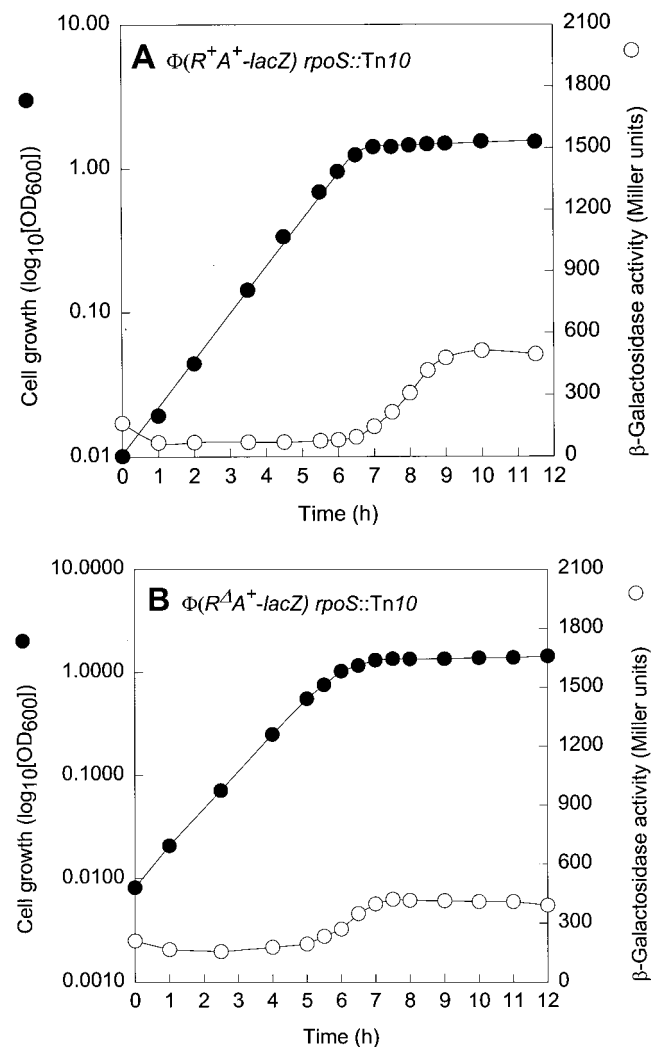 A Φ(R⁺A⁺-lacZ) rpoS::Tn10
Cell growth (log₁₀[OD₆₀₀])
10.00
1.00
0.10
0.01
β-Galactosidase activity (Miller units)
2100
1800
1500
1200
900
600
300
0
0 1 2 3 4 5 6 7 8 9 10 11 12
Time (h)
B Φ(R^Δ A⁺-lacZ) rpoS::Tn10
Cell growth (log₁₀[OD₆₀₀])
10.0000
1.0000
0.1000
0.0100
0.0010
β-Galactosidase activity (Miller units)
2100
1800
1500
1200
900
600
300
0
0 1 2 3 4 5 6 7 8 9 10 11 12
Time (h)